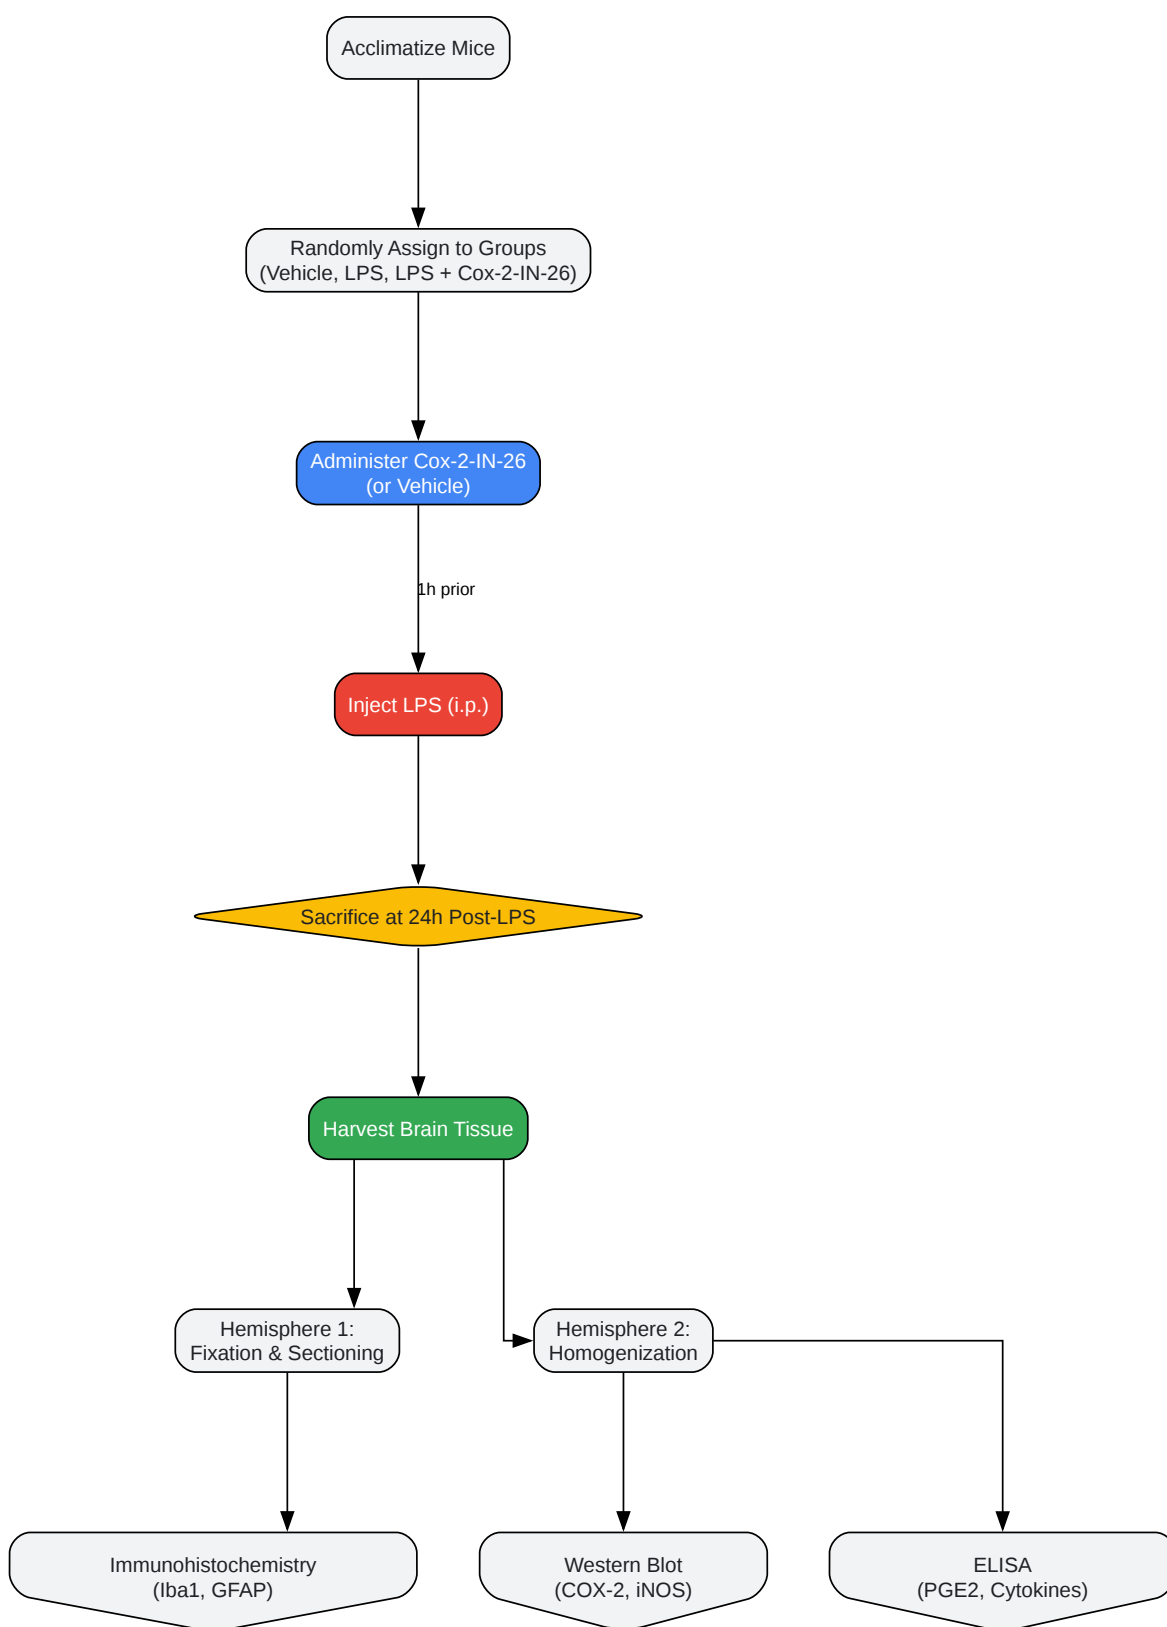 Acclimatize Mice
Randomly Assign to Groups
(Vehicle, LPS, LPS + Cox-2-IN-26)
Administer Cox-2-IN-26
(or Vehicle)
1h prior
Inject LPS (i.p.)
Sacrifice at 24h Post-LPS
Harvest Brain Tissue
Hemisphere 1:
Fixation & Sectioning
Hemisphere 2:
Homogenization
Immunohistochemistry
(Iba1, GFAP)
Western Blot
(COX-2, iNOS)
ELISA
(PGE2, Cytokines)